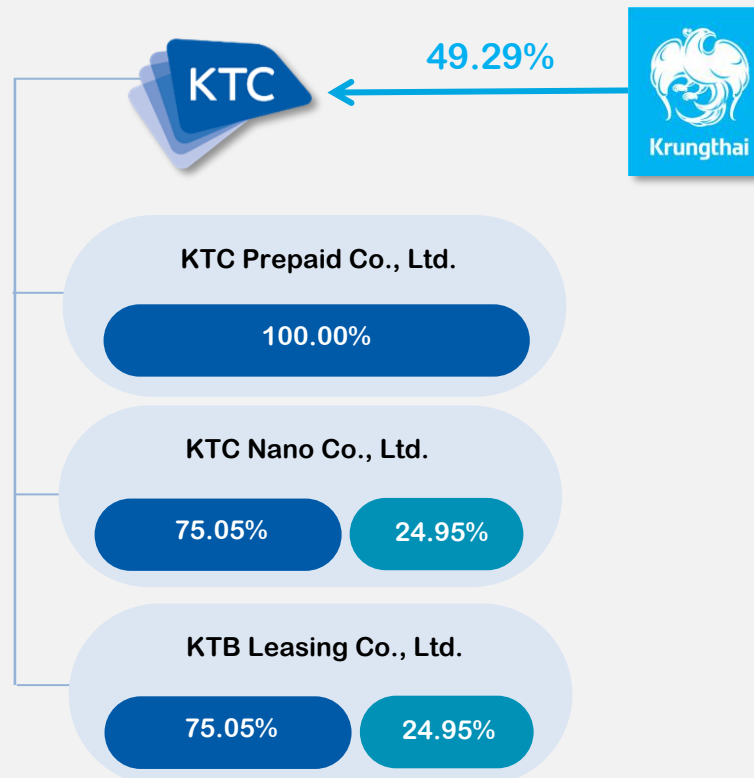 KTC
49.29%
Krungthai
KTC Prepaid Co., Ltd.
100.00%
KTC Nano Co., Ltd.
75.05% 24.95%
KTB Leasing Co., Ltd.
75.05% 24.95%